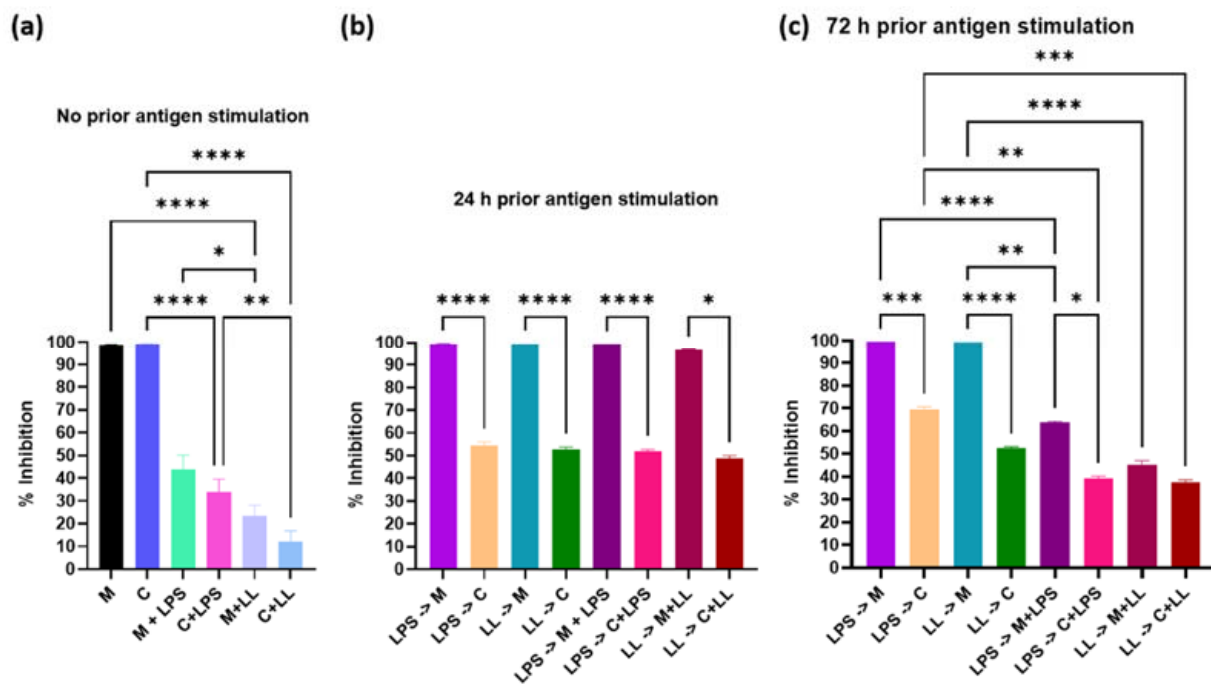 (a)
No prior antigen stimulation
****
****
*
****
**
% Inhibition
100
90
80
70
60
50
40
30
20
10
0
M
C
M + LPS
C+LPS
M+LL
C+LL
(b)
24 h prior antigen stimulation
****
****
****
*
% Inhibition
100
90
80
70
60
50
40
30
20
10
0
LPS -> M
LPS -> C
LL -> M
LL -> C
LPS -> M + LPS
LPS -> C+LPS
LL -> M+LL
LL -> C+LL
(c) 72 h prior antigen stimulation
***
****
**
****
**
***
****
*
% Inhibition
100
90
80
70
60
50
40
30
20
10
0
LPS -> M
LPS -> C
LL -> M
LL -> C
LPS -> M+LPS
LPS -> C+LPS
LL -> M+LL
LL -> C+LL